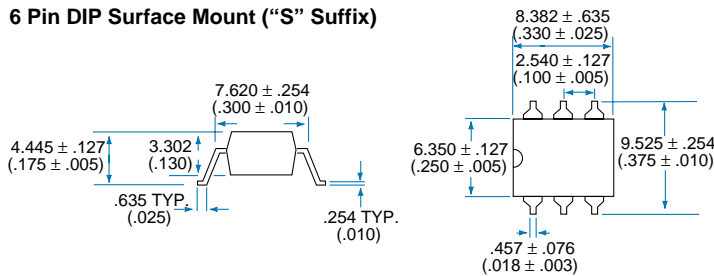 6 Pin DIP Surface Mount (“S” Suffix)
8.382 ± .635
(.330 ± .025)
2.540 ± .127
(.100 ± .005)
7.620 ± .254
(.300 ± .010)
4.445 ± .127
(.175 ± .005)
3.302
(.130)
6.350 ± .127
(.250 ± .005)
9.525 ± .254
(.375 ± .010)
.635 TYP.
(.025)
.254 TYP.
(.010)
.457 ± .076
(.018 ± .003)